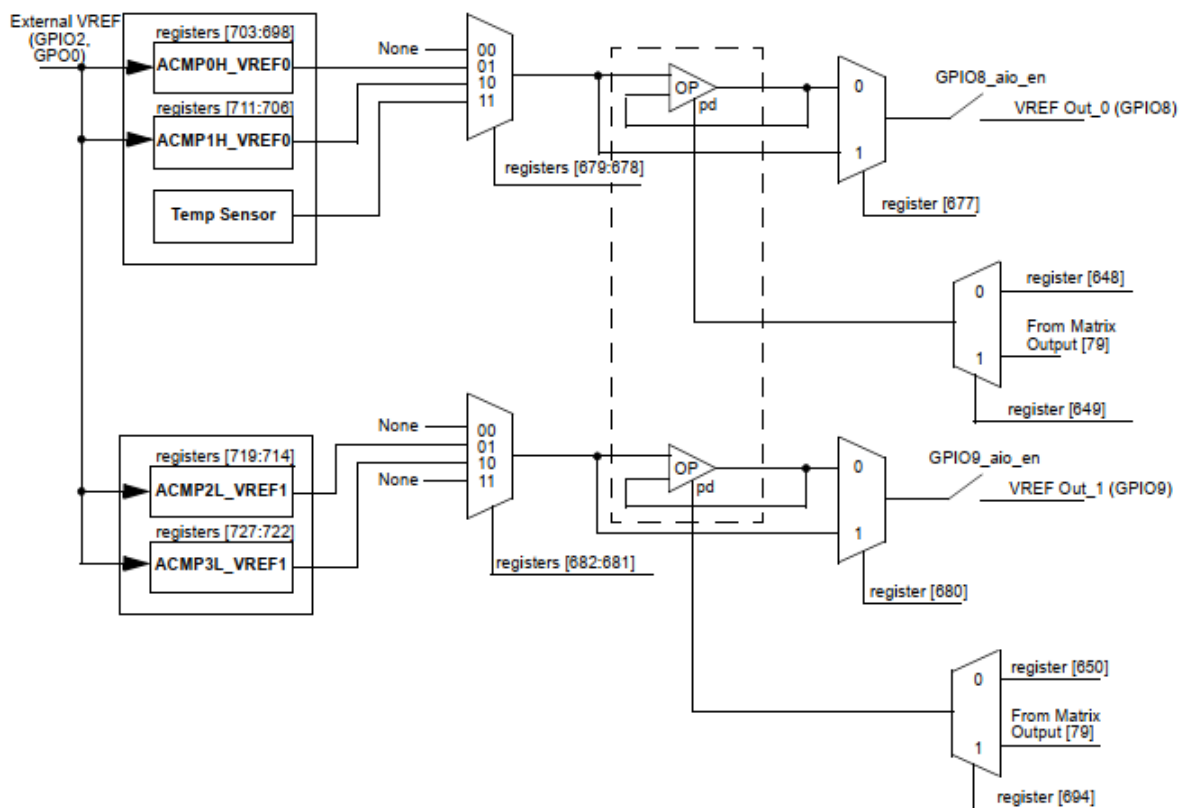 External VREF
(GPIO2,
GPO0)
registers [703:698]
ACMP0H_VREF0
registers [711:706]
ACMP1H_VREF0
Temp Sensor
None
00
01
10
11
registers [679:678]
OP
pd
0
1
register [677]
GPIO8_aio_en
VREF Out_0 (GPIO8)
0
1
register [648]
From Matrix
Output [79]
register [649]
registers [719:714]
ACMP2L_VREF1
registers [727:722]
ACMP3L_VREF1
None
None
00
01
10
11
registers [682:681]
OP
pd
0
1
register [680]
GPIO9_aio_en
VREF Out_1 (GPIO9)
0
1
register [650]
From Matrix
Output [79]
register [694]